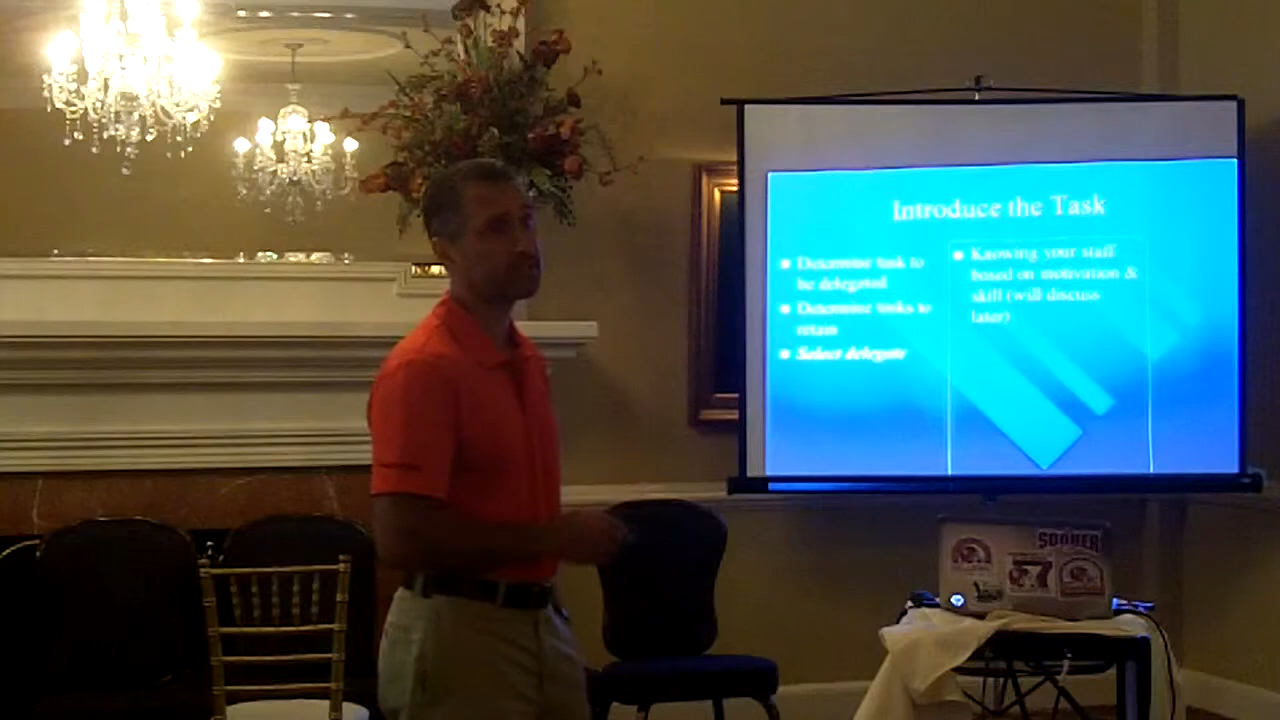 Introduce the Task
Determine task to
be delegated
Determine tasks to
retain
Select delegate
Knowing your staff
based on motivation &
skill (will discuss
later)
SOONER